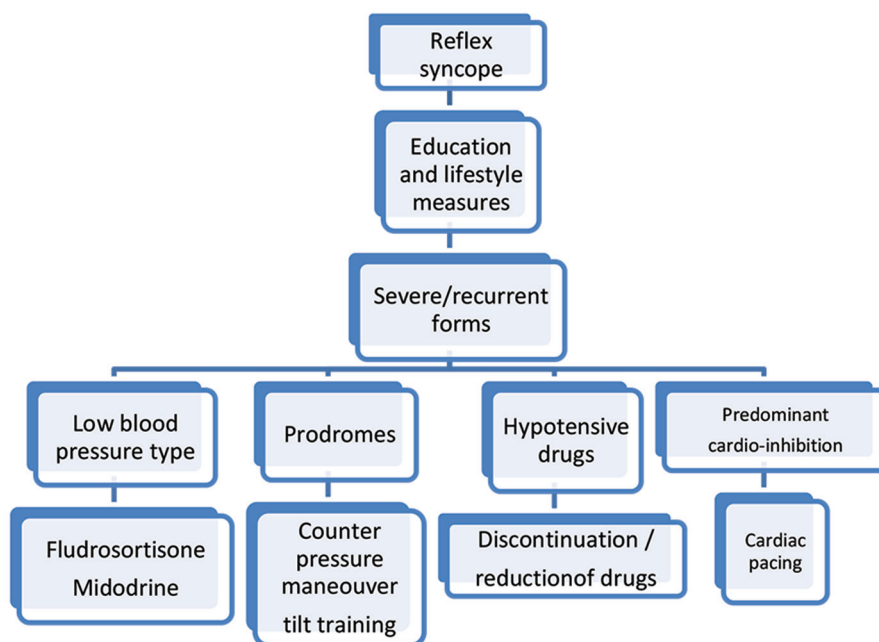 Reflex
syncope
Education
and lifestyle
measures
Severe/recurrent
forms
Low blood
pressure type
Prodromes
Hypotensive
drugs
Predominant
cardio-inhibition
Fludrosortisone
Midodrine
Counter
pressure
maneouver
tilt training
Discontinuation /
reductionof drugs
Cardiac
pacing